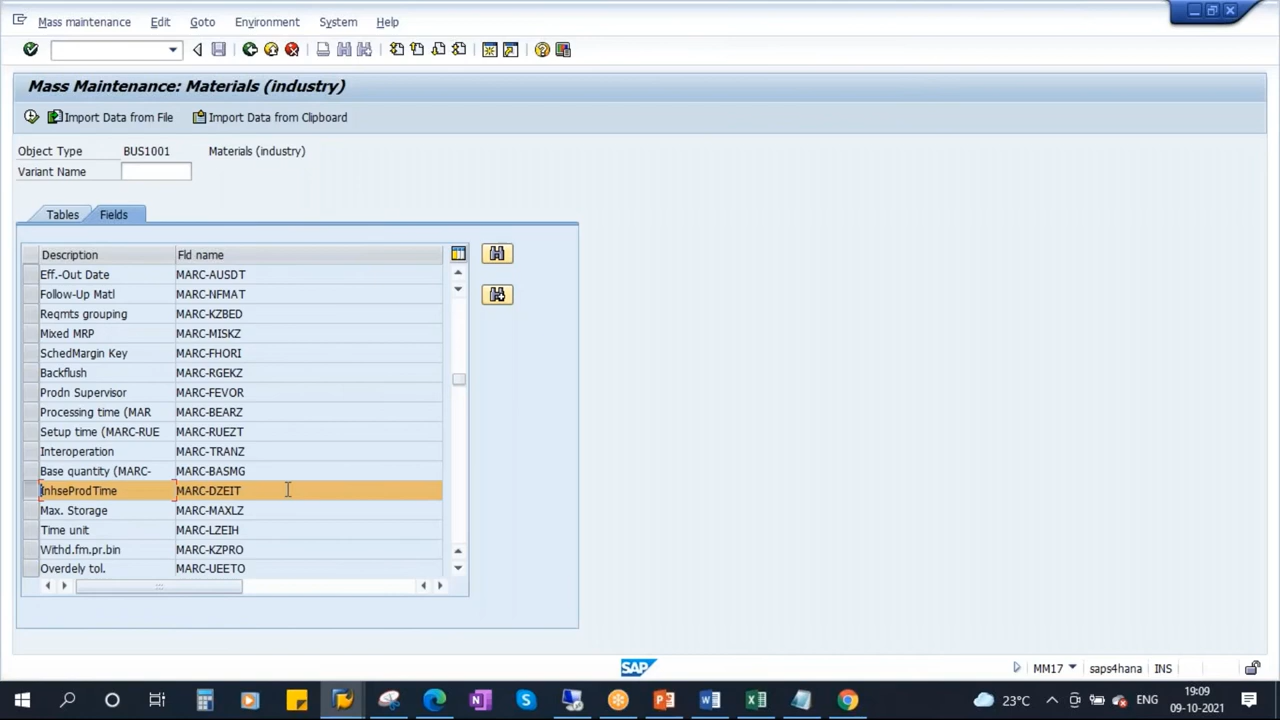 Mass maintenance Edit Goto Environment System Help
Mass Maintenance: Materials (industry)
Import Data from File Import Data from Clipboard
Object Type BUS1001 Materials (industry)
Variant Name
Tables Fields
Description Fld name
Eff.-Out Date MARC-AUSDT
Follow-Up Matl MARC-NFMAT
Reqmts grouping MARC-KZBED
Mixed MRP MARC-MISKZ
SchedMargin Key MARC-FHORI
Backflush MARC-RGEKZ
Prodn Supervisor MARC-FEVOR
Processing time (MAR MARC-BEARZ
Setup time (MARC-RUE MARC-RUEZT
Interoperation MARC-TRANZ
Base quantity (MARC- MARC-BASMG
InhseProdTime MARC-DZEIT
Max. Storage MARC-MAXLZ
Time unit MARC-LZEIH
Withd.fm.pr.bin MARC-KZPRO
Overdely tol. MARC-UEETO
SAP
MM17 saps4hana INS
23°C ENG 19:09
09-10-2021